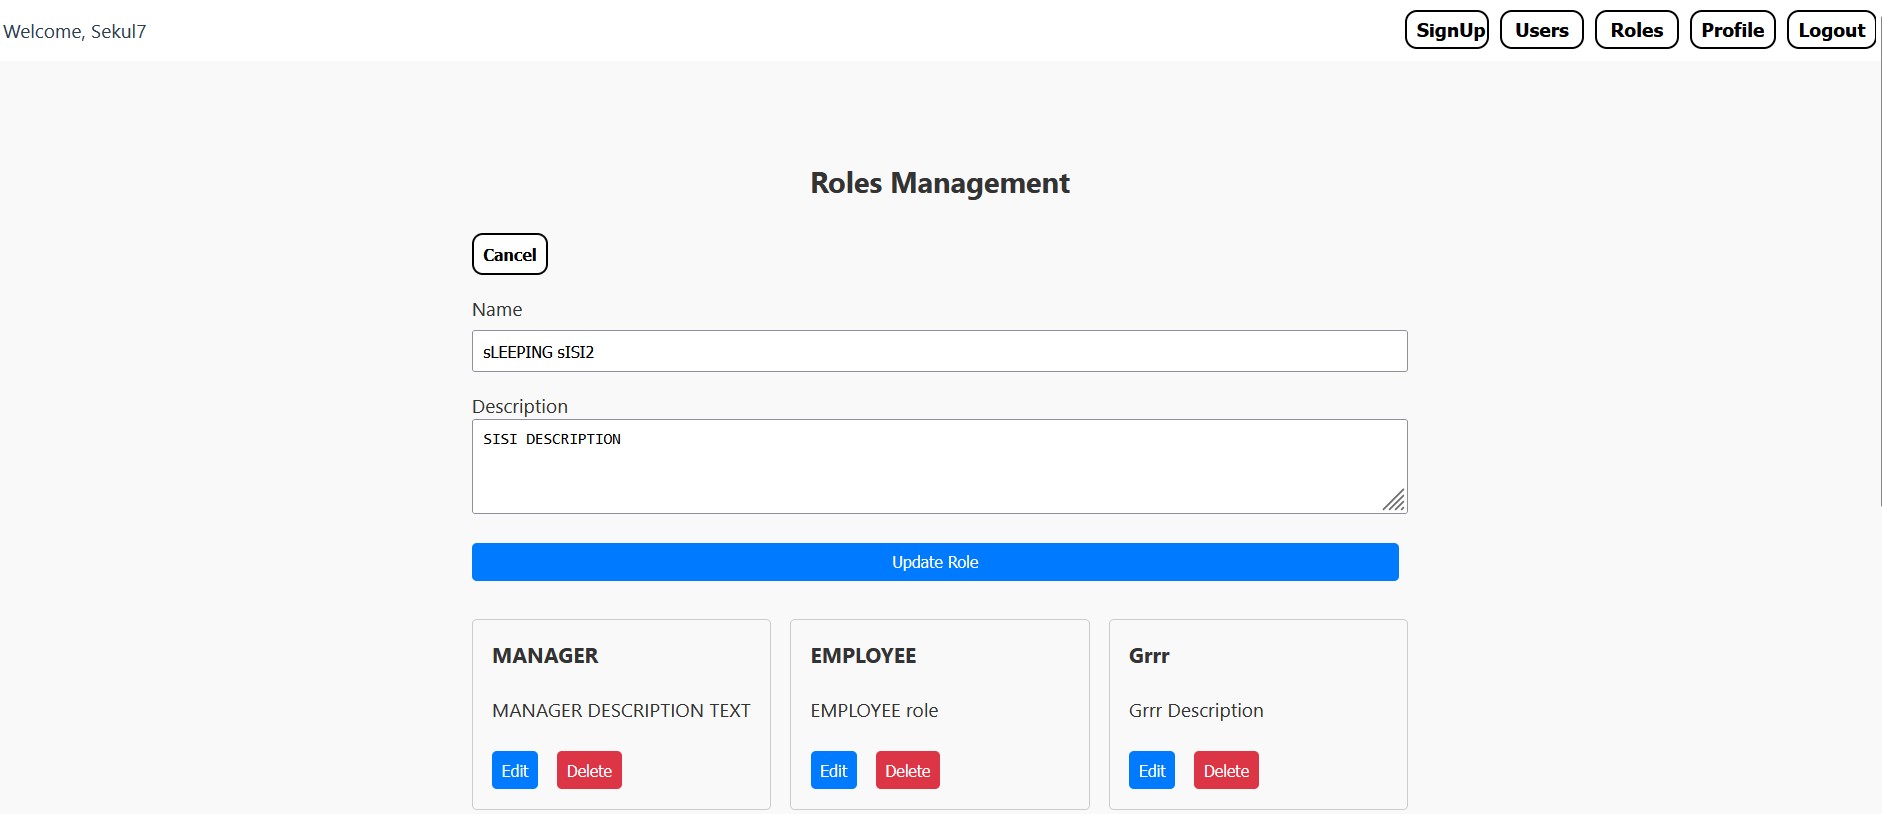 Welcome, Sekul7
SignUp Users Roles Profile Logout
Roles Management
Cancel
Name
sLEEPING sISI2
Description
SISI DESCRIPTION
Update Role
MANAGER EMPLOYEE Grrr
MANAGER DESCRIPTION TEXT EMPLOYEE role Grrr Description
Edit Delete Edit Delete Edit Delete